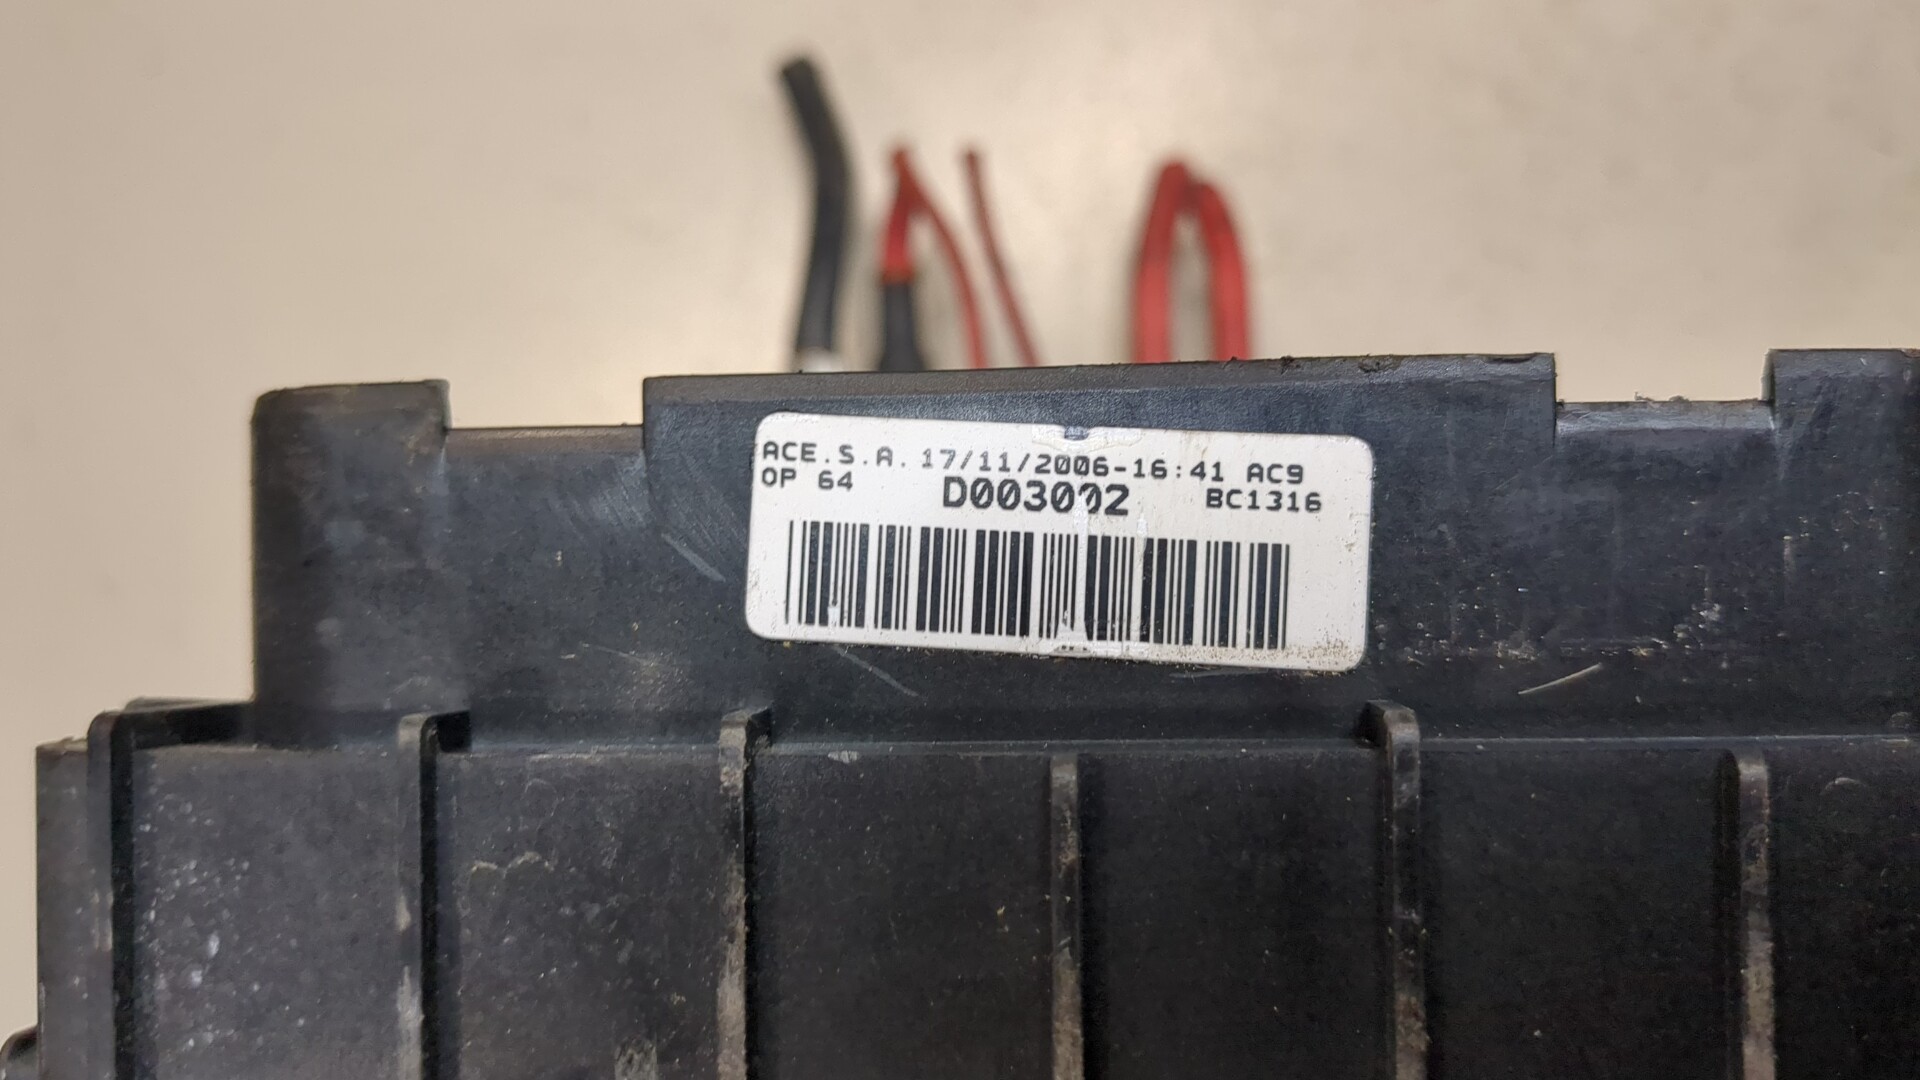 ACE.S.A. 17/11/2006-16:41 AC9
OP 64 D003002 BC1316